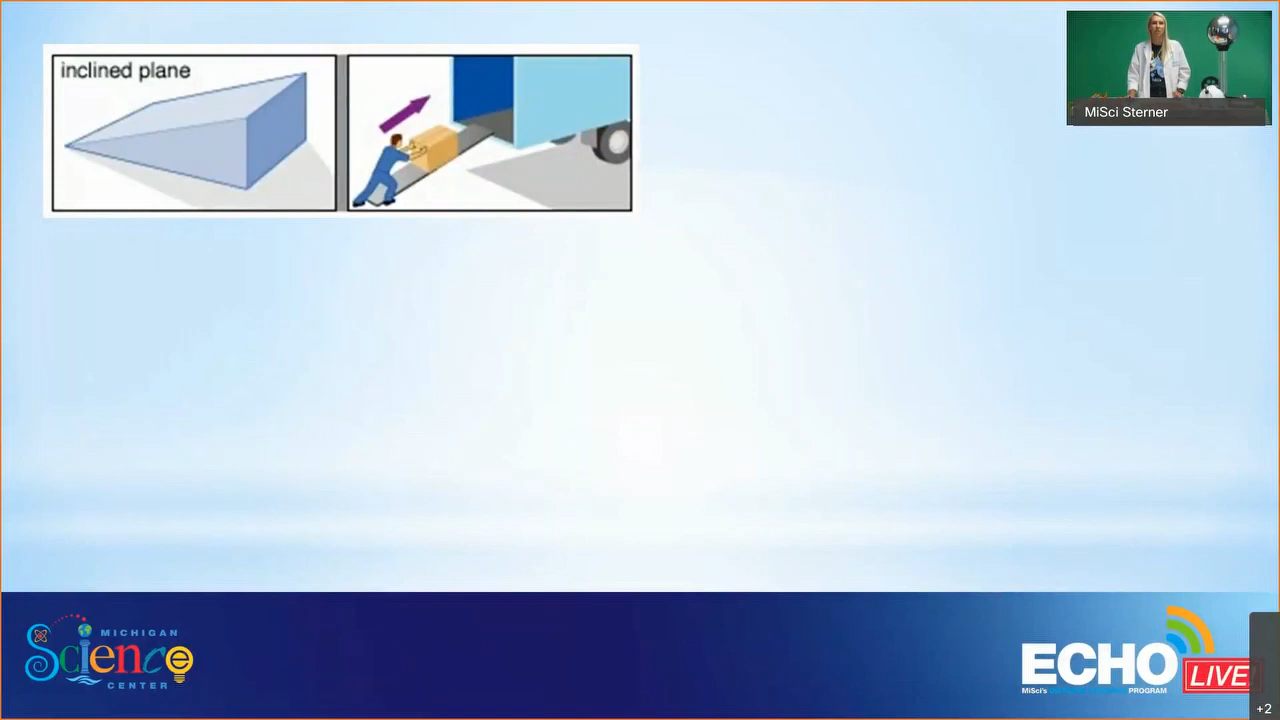 inclined plane
MiSci Sterner
MICHIGAN
Science
CENTER
ECHO
LIVE
MiSci's
PROGRAM
+2